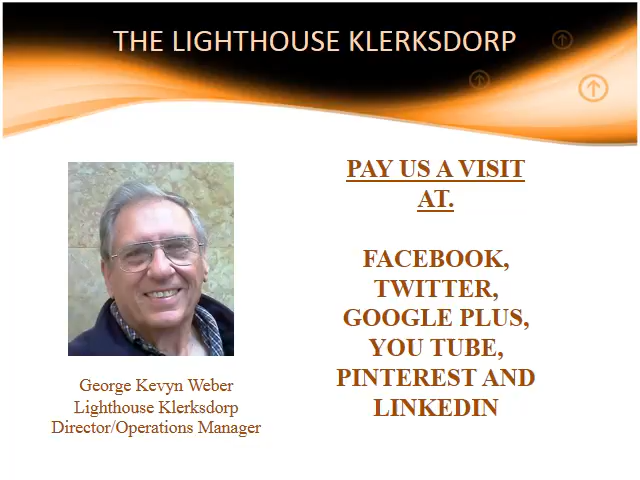 THE LIGHTHOUSE KLERKSDORP
PAY US A VISIT
AT.
FACEBOOK,
TWITTER,
GOOGLE PLUS,
YOU TUBE,
PINTEREST AND
LINKEDIN
George Kevyn Weber
Lighthouse Klerksdorp
Director/Operations Manager